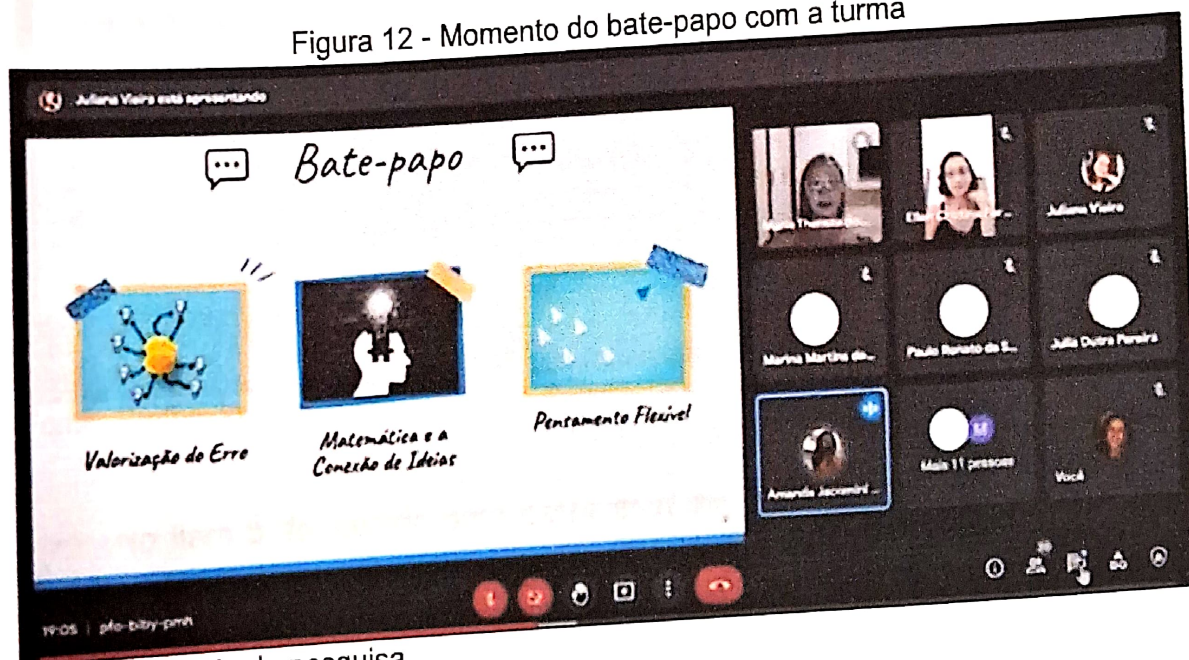 Figura 12 - Momento do bate-papo com a turma
Juliana Vieira está apresentando
Bate-papo
Valorização do Erro
Matemática e a
Conexão de Ideias
Pensamento Flexível
Theresa
Juliana Vieira
Marina Martins de...
Paulo Renato da S...
Julia Dutra Pereira
Amanda Jacomini ...
M
Mais 11 pessoas
Você
19:05 |
pesquisa